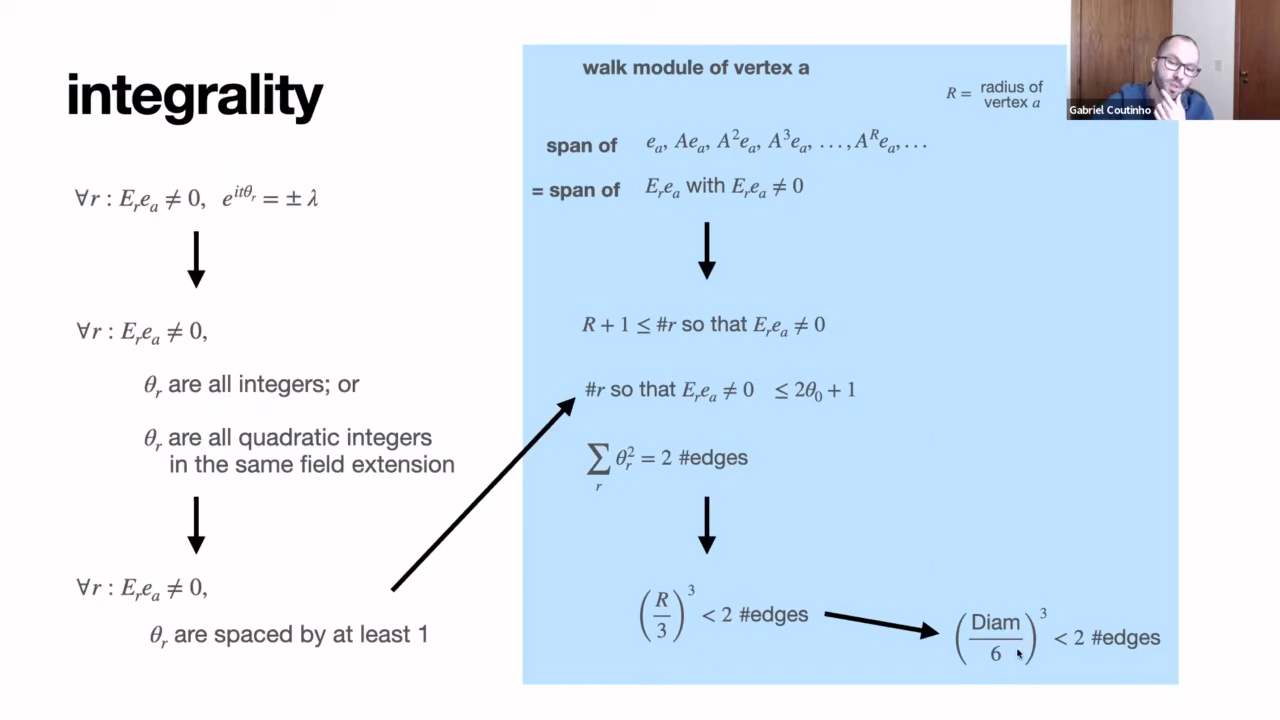 integrality
∀r : E_r e_a ≠ 0, e^{itθ_r} = ± λ
∀r : E_r e_a ≠ 0,
θ_r are all integers; or
θ_r are all quadratic integers
in the same field extension
∀r : E_r e_a ≠ 0,
θ_r are spaced by at least 1
walk module of vertex a
R = radius of
vertex a
span of e_a, Ae_a, A^2e_a, A^3e_a, …, A^Re_a, …
= span of E_r e_a with E_r e_a ≠ 0
R + 1 ≤ #r so that E_r e_a ≠ 0
#r so that E_r e_a ≠ 0 ≤ 2θ_0 + 1
∑_r θ_r^2 = 2 #edges
(R/3)^3 < 2 #edges
(Diam/6)^3 < 2 #edges
Gabriel Coutinho